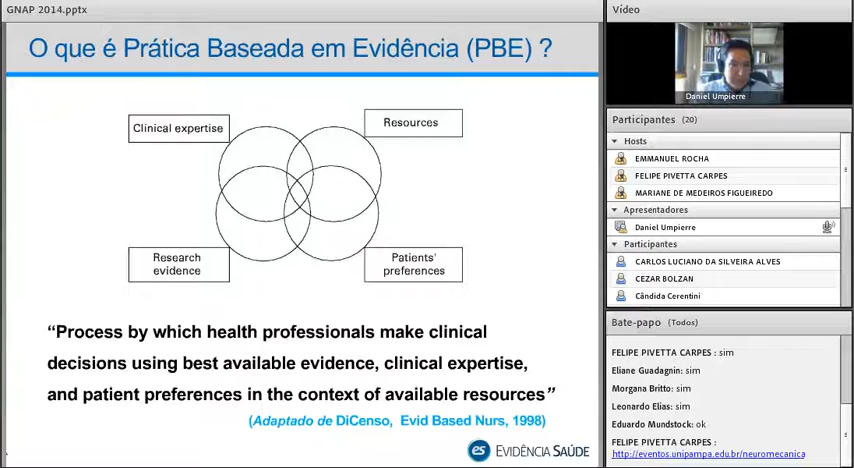 GNAP 2014.pptx
O que é Prática Baseada em Evidência (PBE) ?
Clinical expertise
Resources
Research
evidence
Patients'
preferences
“Process by which health professionals make clinical
decisions using best available evidence, clinical expertise,
and patient preferences in the context of available resources”
(Adaptado de DiCenso, Evid Based Nurs, 1998)
es EVIDÊNCIA SAÚDE
Vídeo
Daniel Umpierre
Participantes (20)
Hosts
EMMANUEL ROCHA
FELIPE PIVETTA CARPES
MARIANE DE MEDEIROS FIGUEIREDO
Apresentadores
Daniel Umpierre
Participantes
CARLOS LUCIANO DA SILVEIRA ALVES
CEZAR BOLZAN
Cândida Cerentini
Bate-papo (Todos)
FELIPE PIVETTA CARPES : sim
Eliane Guadagnin: sim
Morgana Britto: sim
Leonardo Elias: sim
Eduardo Mundstock: ok
FELIPE PIVETTA CARPES :
http://eventos.unipampa.edu.br/neuromecanica